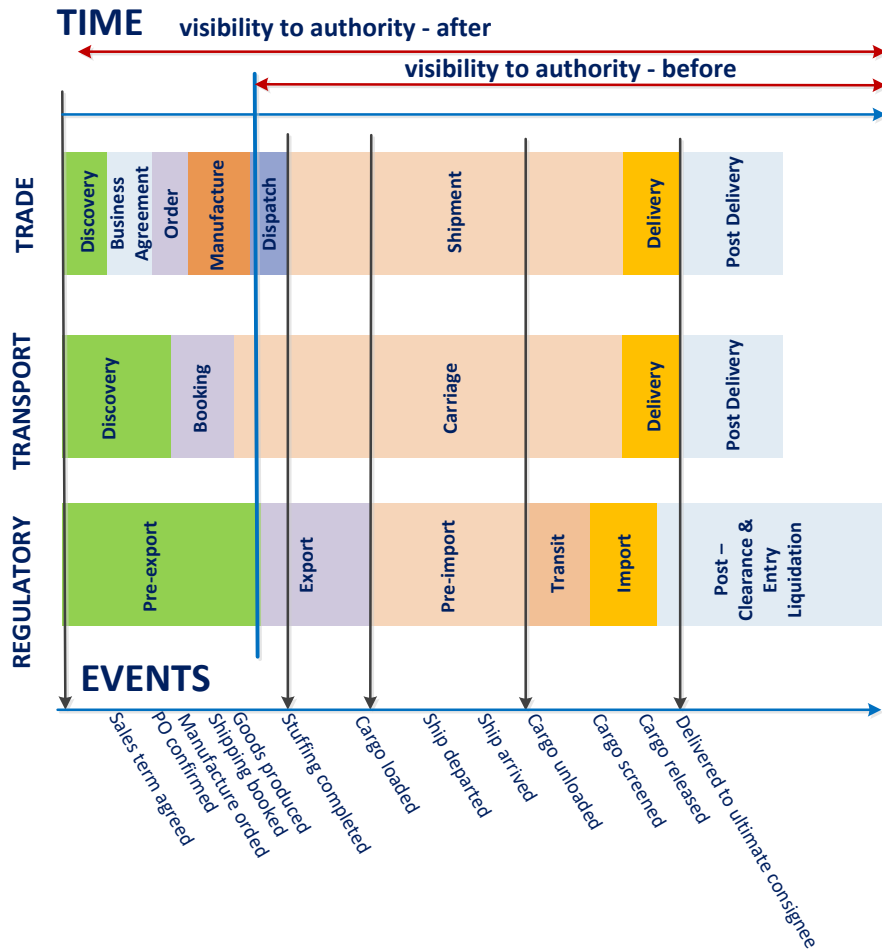 TIME
visibility to authority - after
visibility to authority - before
TRADE
Discovery
Business
Agreement
Order
Manufacture
Dispatch
Shipment
Delivery
Post Delivery
TRANSPORT
Discovery
Booking
Carriage
Delivery
Post Delivery
REGULATORY
Pre-export
Export
Pre-import
Transit
Import
Post –
Clearance &
Entry
Liquidation
EVENTS
Sales term agreed
PO confirmed
Manufacture ordered
Shipping booked
Goods produced
Stuffing completed
Cargo loaded
Ship departed
Ship arrived
Cargo unloaded
Cargo screened
Cargo released
Delivered to ultimate consignee